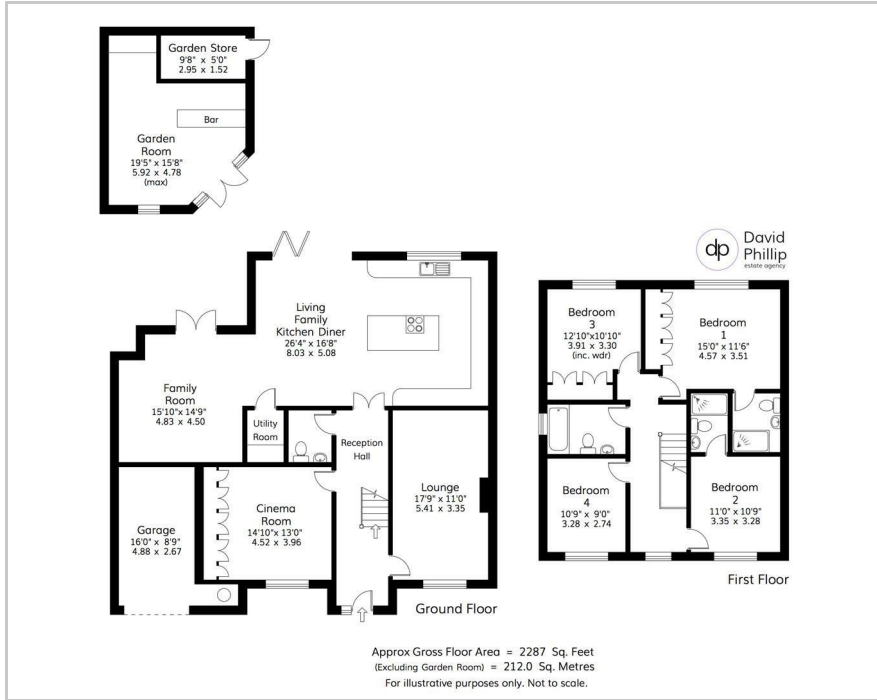 Garden Store
9'8" x 5'0"
2.95 x 1.52
Bar
Garden
Room
19'5" x 15'8"
5.92 x 4.78
(max)
dp
David
Phillip
estate agency
Living
Family
Kitchen Diner
26'4" x 16'8"
8.03 x 5.08
Family
Room
15'10" x 14'9"
4.83 x 4.50
Utility
Room
Reception
Hall
Lounge
17'9" x 11'0"
5.41 x 3.35
Cinema
Room
14'10" x 13'0"
4.52 x 3.96
Garage
16'0" x 8'9"
4.88 x 2.67
Ground Floor
Bedroom
3
12'10"x10'10"
3.91 x 3.30
(inc. wdr)
Bedroom
1
15'0" x 11'6"
4.57 x 3.51
Bedroom
4
10'9" x 9'0"
3.28 x 2.74
Bedroom
2
11'0" x 10'9"
3.35 x 3.28
First Floor
Approx Gross Floor Area = 2287 Sq. Feet
(Excluding Garden Room) = 212.0 Sq. Metres
For illustrative purposes only. Not to scale.